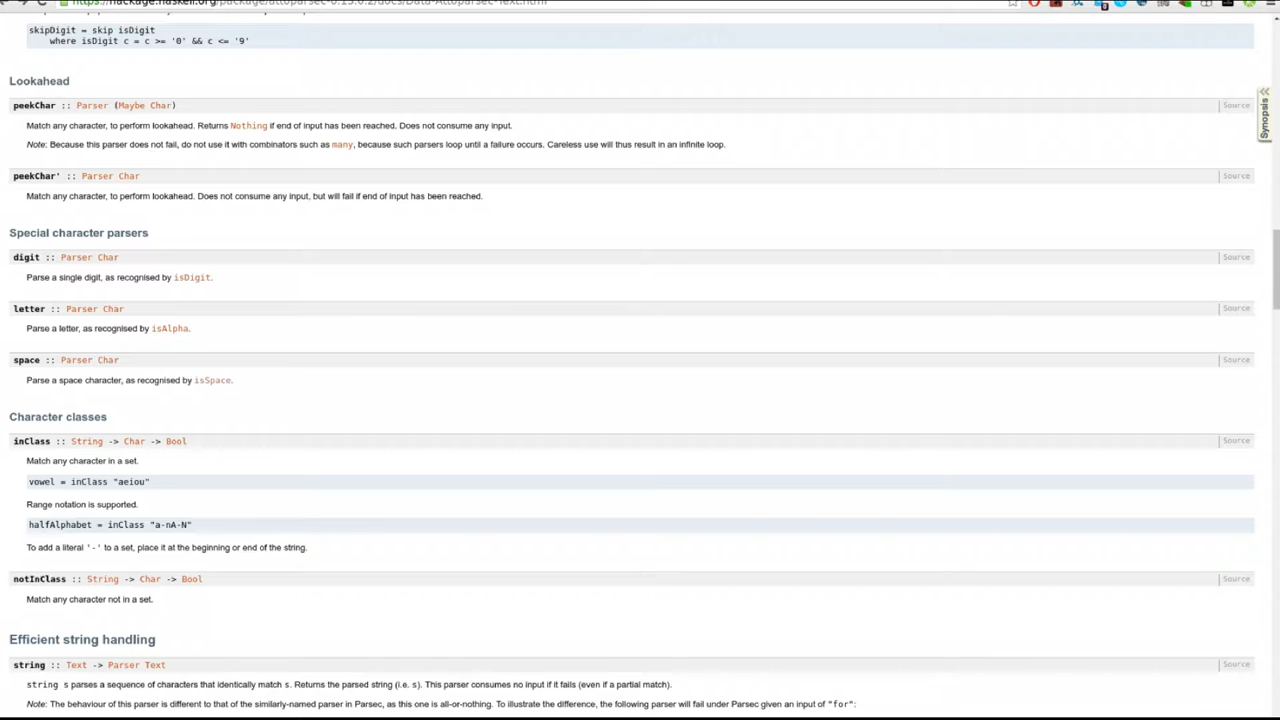 https://hackage.haskell.org/package/attoparsec-0.13.0.2/docs/Data-Attoparsec-Text.html
skipDigit = skip isDigit
where isDigit c = c >= '0' && c <= '9'
Lookahead
peekChar :: Parser (Maybe Char)
Source
Match any character, to perform lookahead. Returns Nothing if end of input has been reached. Does not consume any input.
Note: Because this parser does not fail, do not use it with combinators such as many, because such parsers loop until a failure occurs. Careless use will thus result in an infinite loop.
Synopsis
peekChar' :: Parser Char
Source
Match any character, to perform lookahead. Does not consume any input, but will fail if end of input has been reached.
Special character parsers
digit :: Parser Char
Source
Parse a single digit, as recognised by isDigit.
letter :: Parser Char
Source
Parse a letter, as recognised by isAlpha.
space :: Parser Char
Source
Parse a space character, as recognised by isSpace.
Character classes
inClass :: String -> Char -> Bool
Source
Match any character in a set.
vowel = inClass "aeiou"
Range notation is supported.
halfAlphabet = inClass "a-nA-N"
To add a literal '-' to a set, place it at the beginning or end of the string.
notInClass :: String -> Char -> Bool
Source
Match any character not in a set.
Efficient string handling
string :: Text -> Parser Text
Source
string s parses a sequence of characters that identically match s. Returns the parsed string (i.e. s). This parser consumes no input if it fails (even if a partial match).
Note: The behaviour of this parser is different to that of the similarly-named parser in Parsec, as this one is all-or-nothing. To illustrate the difference, the following parser will fail under Parsec given an input of "for":